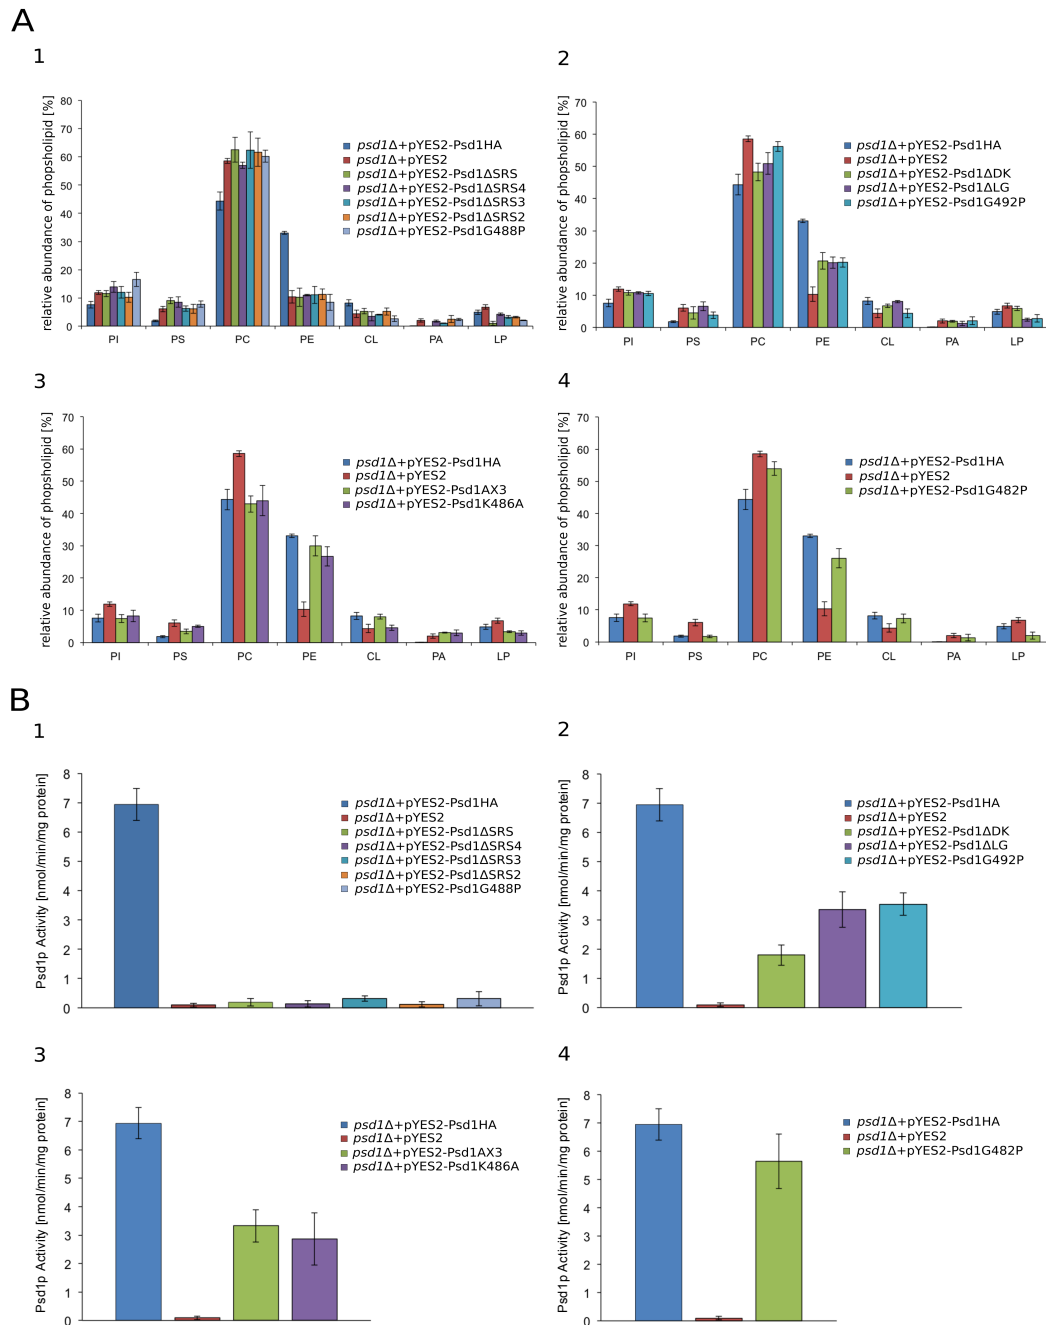 A
1
relative abundance of phopsholipid [%]
80
70
60
50
40
30
20
10
0
PI PS PC PE CL PA LP
psd1Δ+pYES2-Psd1HA
psd1Δ+pYES2
psd1Δ+pYES2-Psd1ΔSRS
psd1Δ+pYES2-Psd1ΔSRS4
psd1Δ+pYES2-Psd1ΔSRS3
psd1Δ+pYES2-Psd1ΔSRS2
psd1Δ+pYES2-Psd1G488P
2
relative abundance of phopsholipid [%]
70
60
50
40
30
20
10
0
PI PS PC PE CL PA LP
psd1Δ+pYES2-Psd1HA
psd1Δ+pYES2
psd1Δ+pYES2-Psd1ΔDK
psd1Δ+pYES2-Psd1ΔLG
psd1Δ+pYES2-Psd1G492P
3
relative abundance of phopsholipid [%]
70
60
50
40
30
20
10
0
PI PS PC PE CL PA LP
psd1Δ+pYES2-Psd1HA
psd1Δ+pYES2
psd1Δ+pYES2-Psd1AX3
psd1Δ+pYES2-Psd1K486A
4
relative abundance of phopsholipid [%]
70
60
50
40
30
20
10
0
PI PS PC PE CL PA LP
psd1Δ+pYES2-Psd1HA
psd1Δ+pYES2
psd1Δ+pYES2-Psd1G482P
B
1
Psd1p Activity [nmol/min/mg protein]
8
7
6
5
4
3
2
1
0
psd1Δ+pYES2-Psd1HA
psd1Δ+pYES2
psd1Δ+pYES2-Psd1ΔSRS
psd1Δ+pYES2-Psd1ΔSRS4
psd1Δ+pYES2-Psd1ΔSRS3
psd1Δ+pYES2-Psd1ΔSRS2
psd1Δ+pYES2-Psd1G488P
2
Psd1p Activity [nmol/min/mg protein]
8
7
6
5
4
3
2
1
0
psd1Δ+pYES2-Psd1HA
psd1Δ+pYES2
psd1Δ+pYES2-Psd1ΔDK
psd1Δ+pYES2-Psd1ΔLG
psd1Δ+pYES2-Psd1G492P
3
Psd1p Activity [nmol/min/mg protein]
8
7
6
5
4
3
2
1
0
psd1Δ+pYES2-Psd1HA
psd1Δ+pYES2
psd1Δ+pYES2-Psd1AX3
psd1Δ+pYES2-Psd1K486A
4
Psd1p Activity [nmol/min/mg protein]
8
7
6
5
4
3
2
1
0
psd1Δ+pYES2-Psd1HA
psd1Δ+pYES2
psd1Δ+pYES2-Psd1G482P